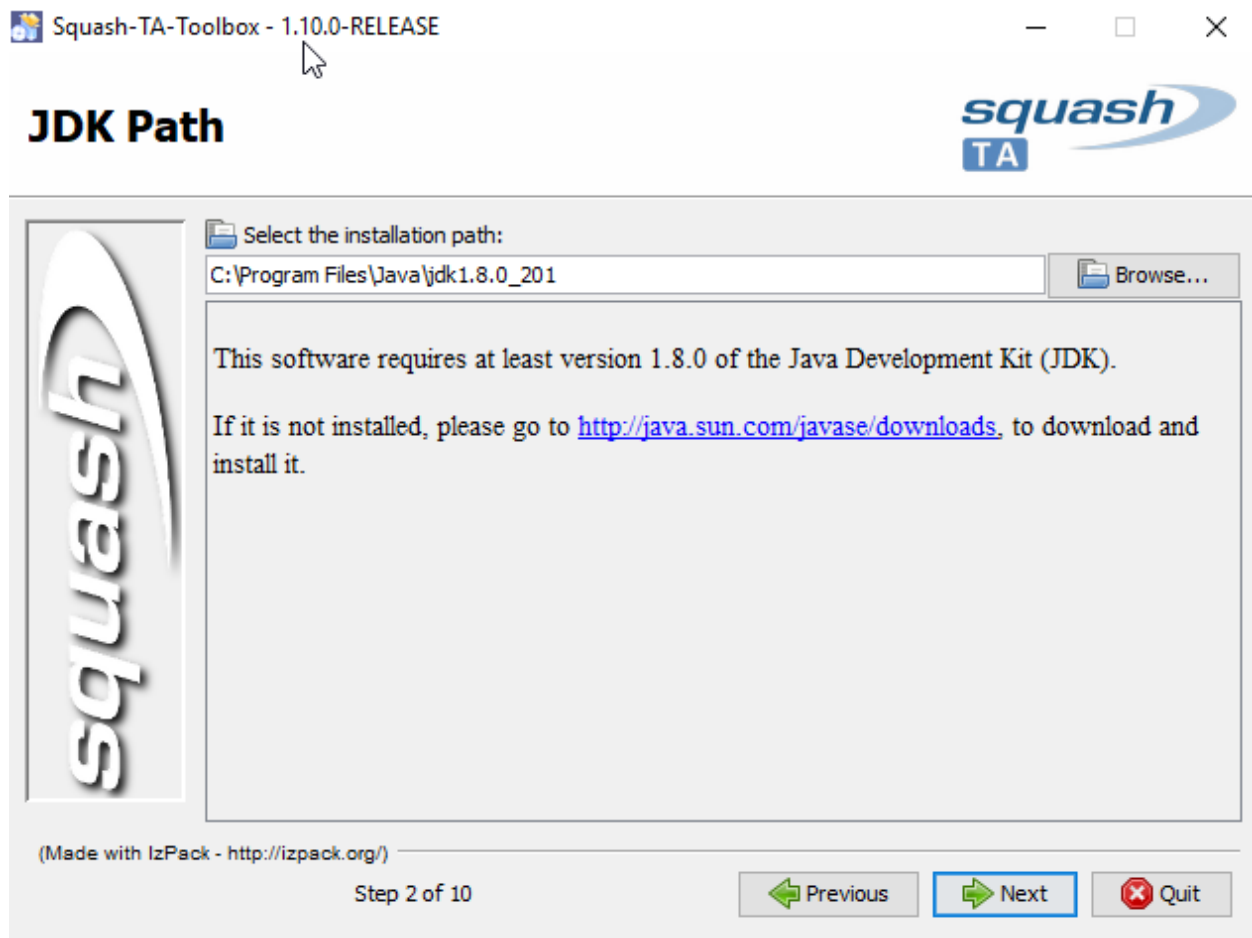 Squash-TA-Toolbox - 1.10.0-RELEASE
JDK Path
squash
TA
squash
Select the installation path:
C:\Program Files\Java\jdk1.8.0_201
Browse...
This software requires at least version 1.8.0 of the Java Development Kit (JDK).
If it is not installed, please go to http://java.sun.com/javase/downloads, to download and
install it.
(Made with IzPack - http://izpack.org/)
Step 2 of 10
Previous
Next
Quit